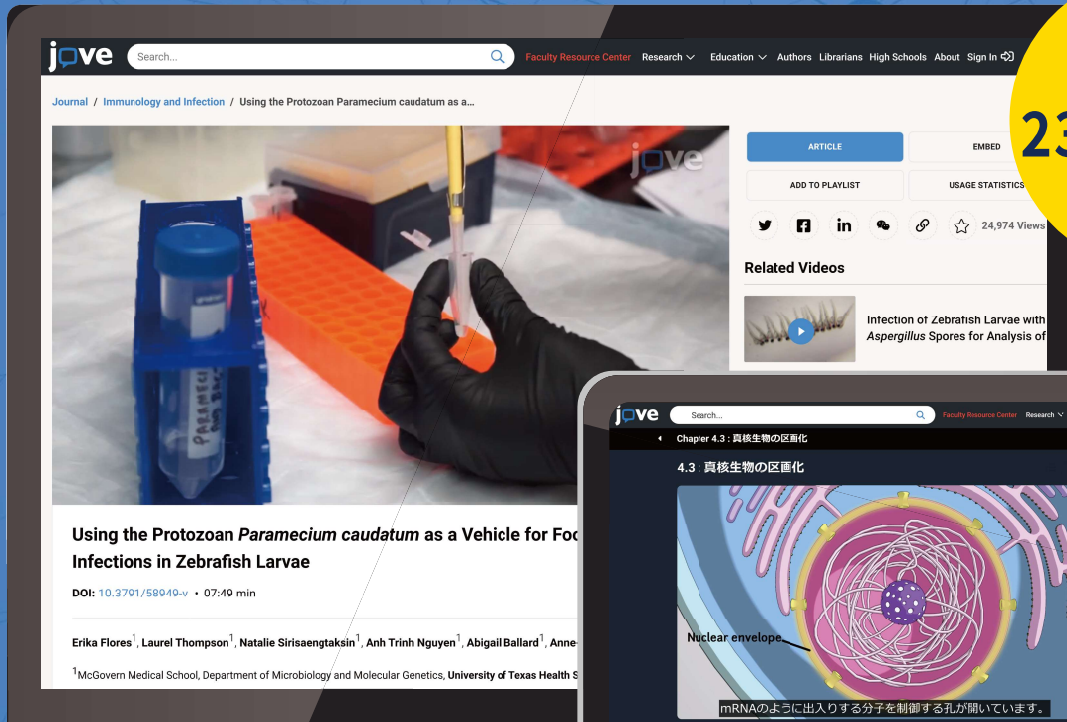 jove
Search...
Faculty Resource Center Research Education Authors Librarians High Schools About Sign In
23
Journal / Immunology and Infection / Using the Protozoan Paramecium caudatum as a...
jove
ARTICLE
EMBED
ADD TO PLAYLIST
USAGE STATISTICS
24,974 Views
Related Videos
Infection of Zebrafish Larvae with
Aspergillus Spores for Analysis of
Using the Protozoan Paramecium caudatum as a Vehicle for Foo
Infections in Zebrafish Larvae
DOI: 10.3791/58949-v • 07:49 min
Erika Flores1, Laurel Thompson1, Natalie Sirisaengtaksin1, Anh Trinh Nguyen1, Abigail Ballard1, Anne-
1McGovern Medical School, Department of Microbiology and Molecular Genetics, University of Texas Health S
jove
Search...
Faculty Resource Center Research
Chapter 4.3 : 真核生物の区画化
4.3 : 真核生物の区画化
Nuclear envelope
mRNAのように出入りする分子を制御する孔が開いています。